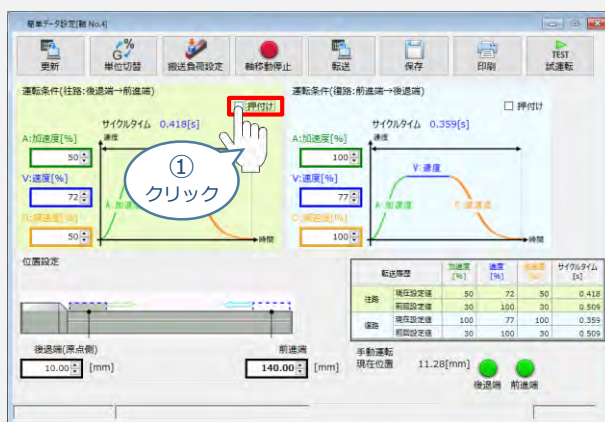 簡単データ設定[軸 No.4]
更新 単位切替 搬送負荷設定 軸移動停止 転送 保存 印刷 TEST 試運転
運転条件(往路:後退端→前進端) 運転条件(復路:前進端→後退端)
押付け 押付け
サイクルタイム 0.418[s] サイクルタイム 0.359[s]
A:加速度[%] 速度 A:加速度[%] 速度
50 100
V:速度[%] V:速度[%] V:速度
72 77
① クリック
A:加速度 A:加速度 D:減速度
D:減速度[%] D:減速度[%]
50 時間 100 時間
位置設定
転送履歴 加速度[%] 速度[%] 減速度[%] サイクルタイム[s]
往路 現在設定値 50 72 50 0.418
前回設定値 30 100 30 0.509
復路 現在設定値 100 77 100 0.359
前回設定値 30 100 30 0.509
後退端(原点側) 前進端
10.00 [mm] 140.00 [mm]
手動運転
現在位置 11.28[mm]
後退端 前進端